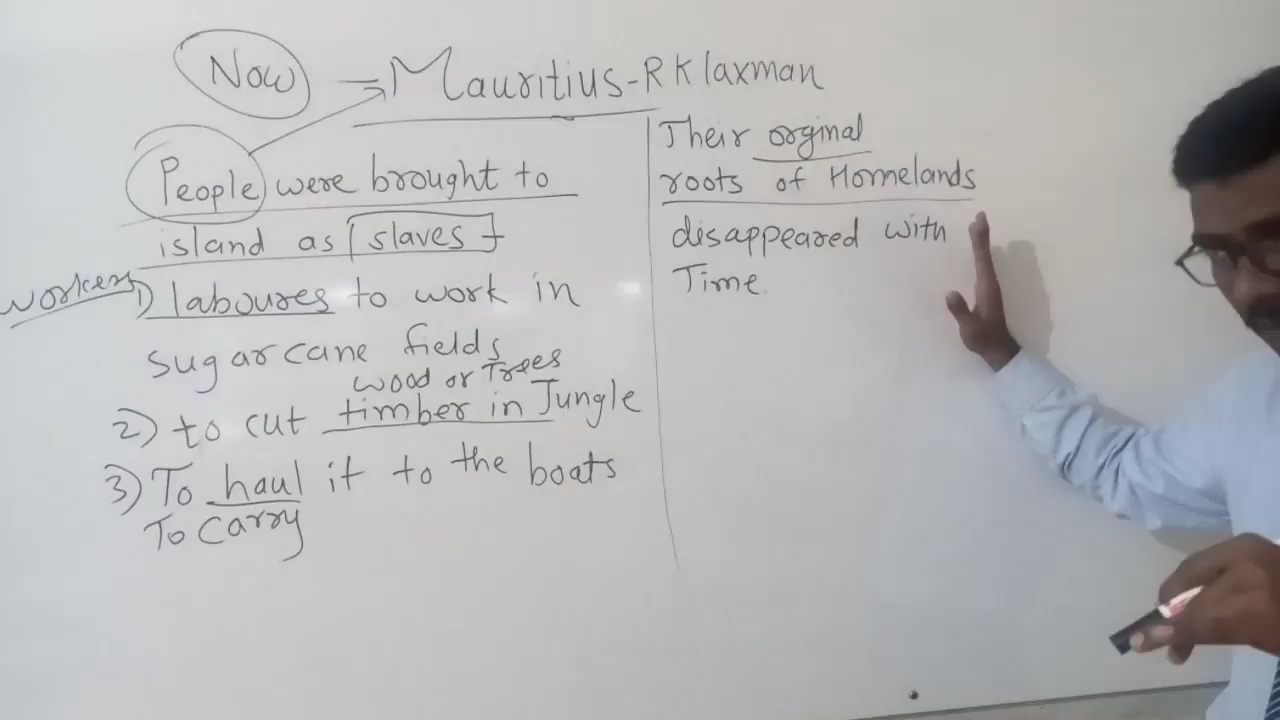 Now → Mauritius - R K laxman
People were brought to
island as slaves
workers
1) laboures to work in
sugarcane fields
wood or Trees
2) to cut timber in Jungle
3) To haul it to the boats
To carry
Their orginal
roots of Homelands
disappeared with
Time.